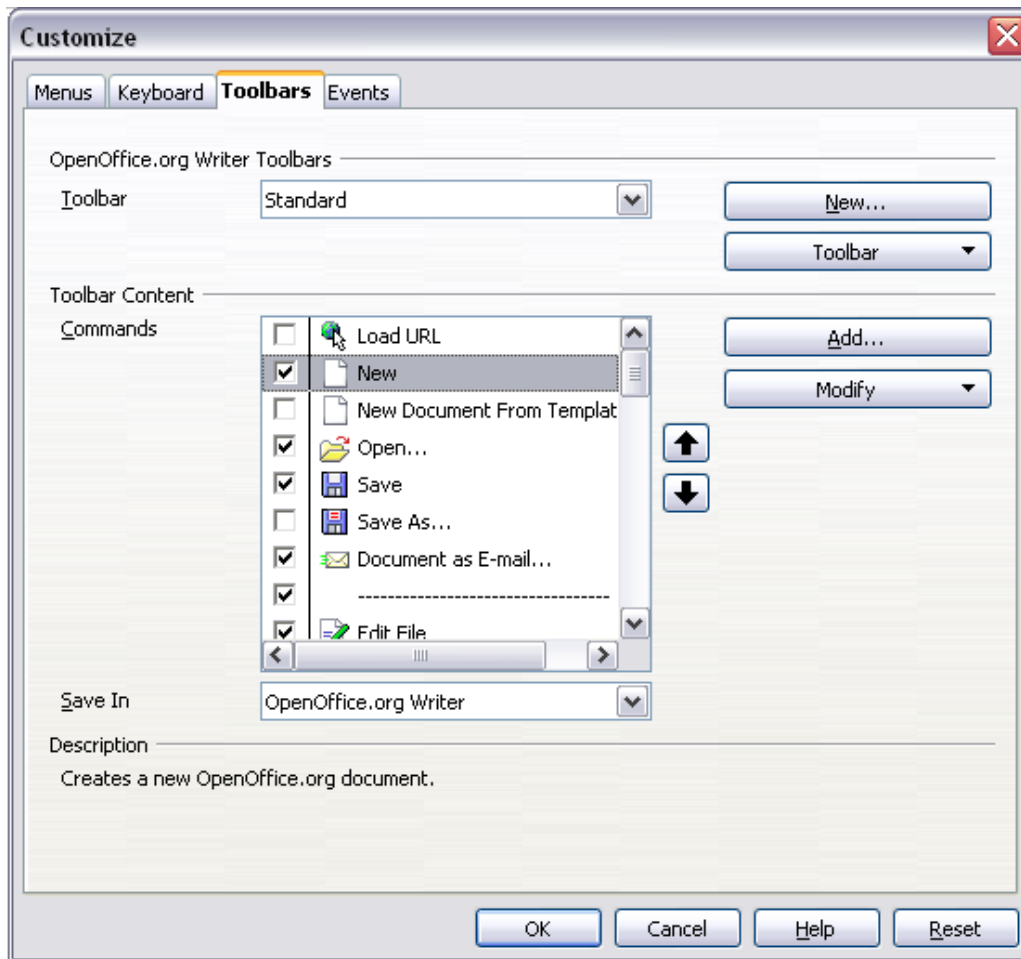 Customize
Menus Keyboard Toolbars Events
OpenOffice.org Writer Toolbars
Toolbar Standard New...
Toolbar
Toolbar Content
Commands Load URL Add...
New
Modify
New Document From Templat
Open...
Save
Save As...
Document as E-mail...
----------------------------------
Edit File
Save In OpenOffice.org Writer
Description
Creates a new OpenOffice.org document.
OK Cancel Help Reset